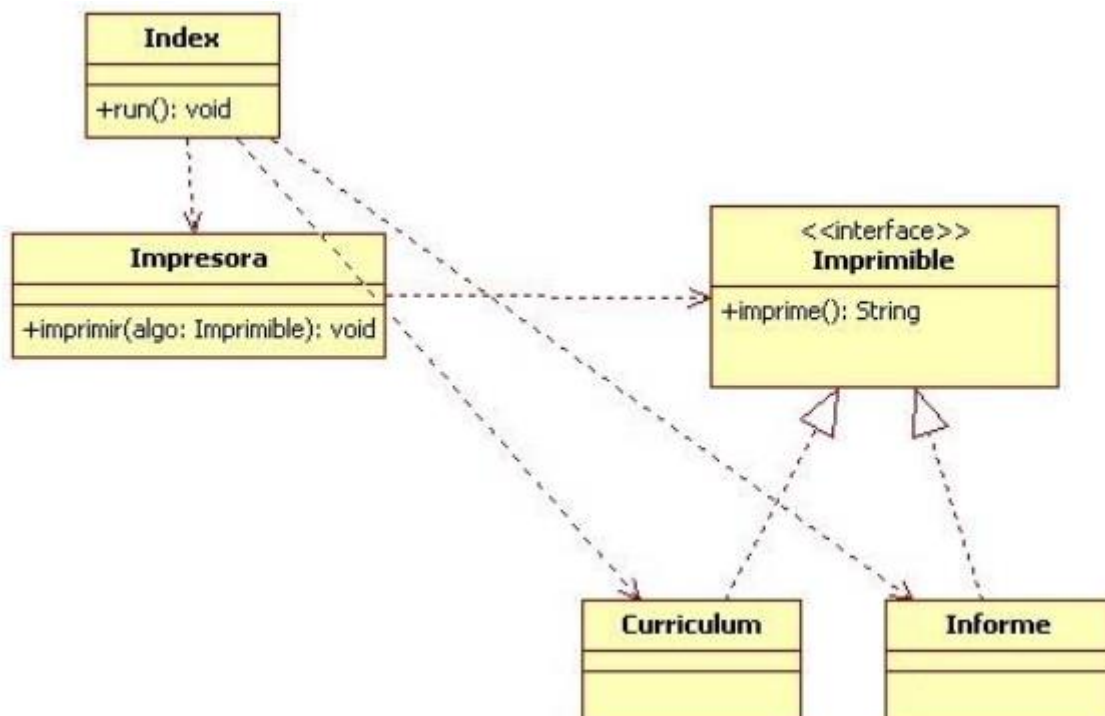 Index
+run(): void
Impresora
+imprimir(algo: Imprimible): void
<<interface>>
Imprimible
+imprime(): String
Curriculum
Informe